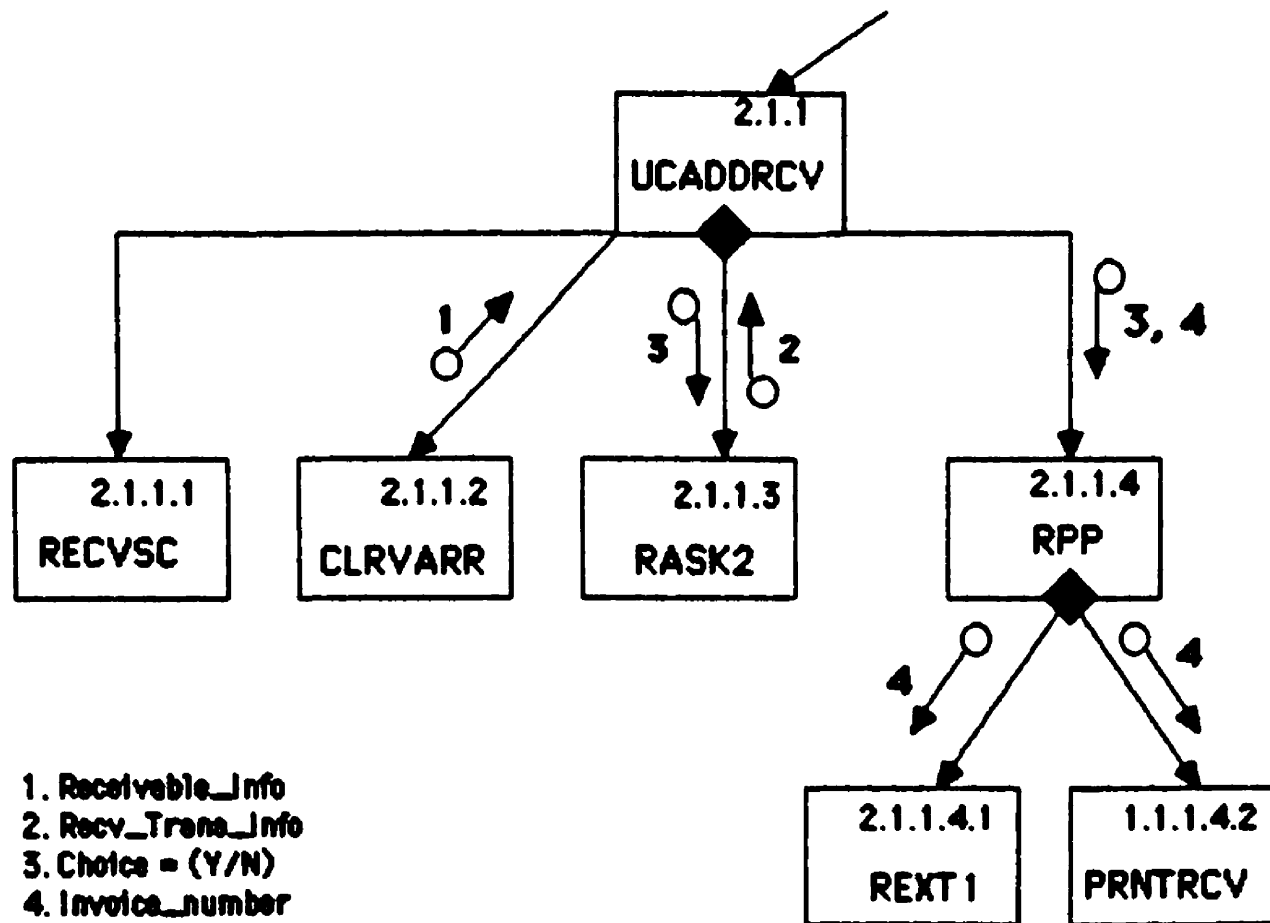 2.1.1
UCADDRCV
1
3
2
3, 4
2.1.1.1
RECVSC
2.1.1.2
CLRVARR
2.1.1.3
RASK2
2.1.1.4
RPP
4
4
2.1.1.4.1
REXT1
1.1.1.4.2
PRNTRCV
1. Receivable_Info
2. Recv_Trans_Info
3. Choice = (Y/N)
4. Invoice_number